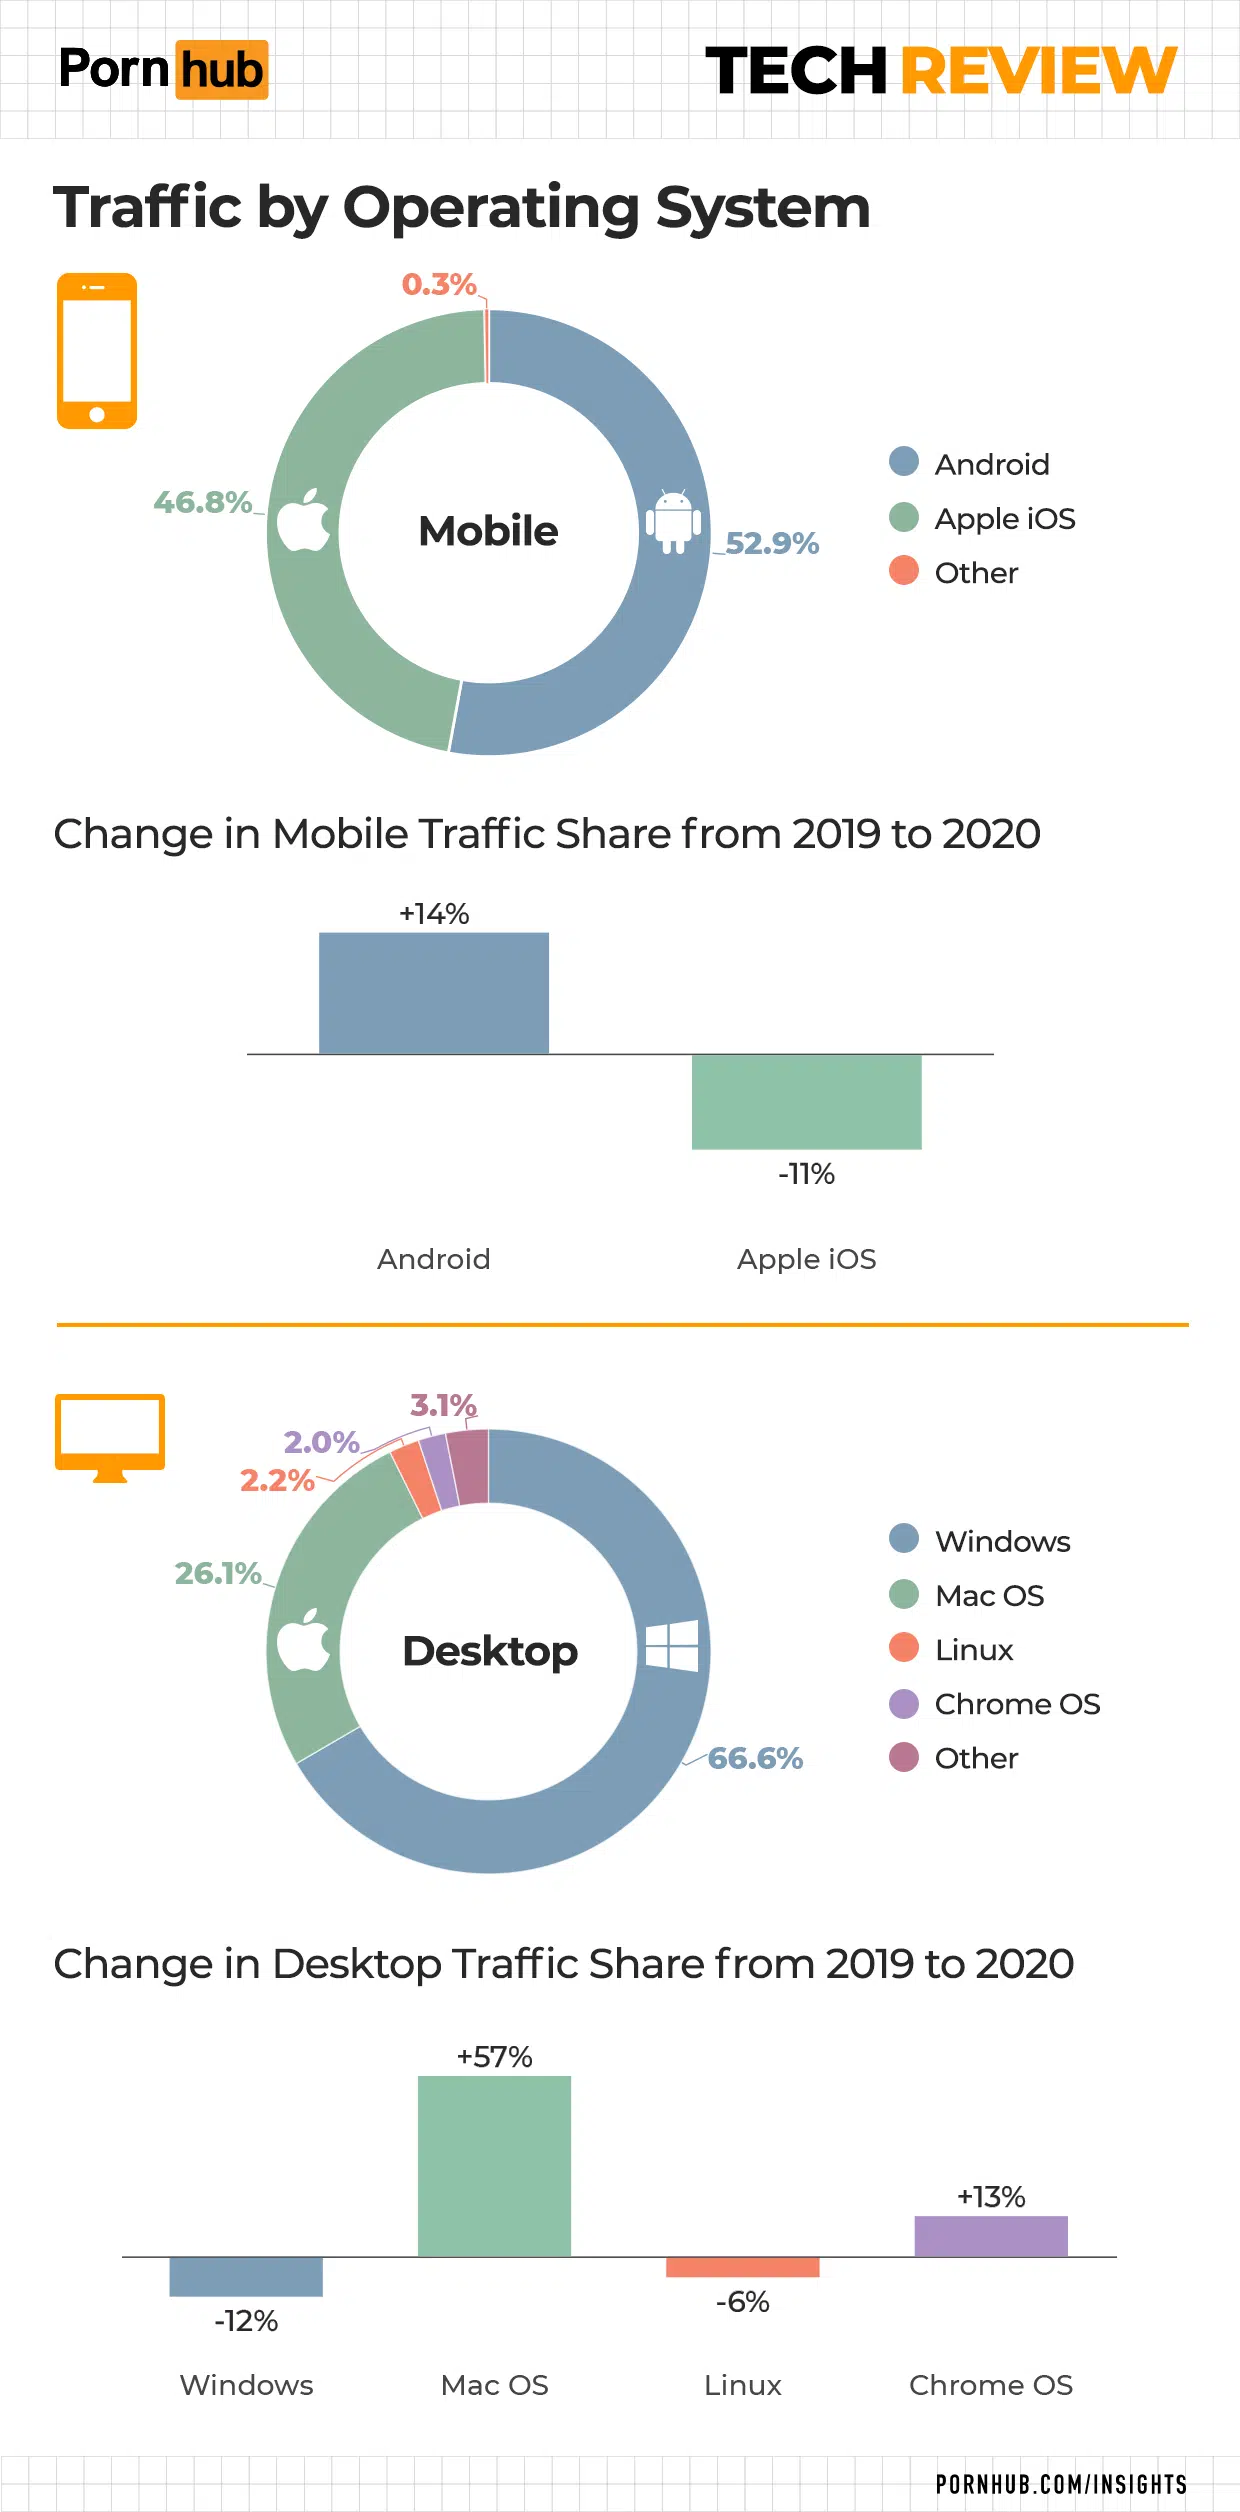 Porn hub
TECH REVIEW
Traffic by Operating System
0.3%
46.8%
Mobile
52.9%
Android
Apple iOS
Other
Change in Mobile Traffic Share from 2019 to 2020
+14%
-11%
Android
Apple iOS
3.1%
2.0%
2.2%
26.1%
Desktop
66.6%
Windows
Mac OS
Linux
Chrome OS
Other
Change in Desktop Traffic Share from 2019 to 2020
+57%
+13%
-12%
-6%
Windows
Mac OS
Linux
Chrome OS
PORNHUB.COM/INSIGHTS